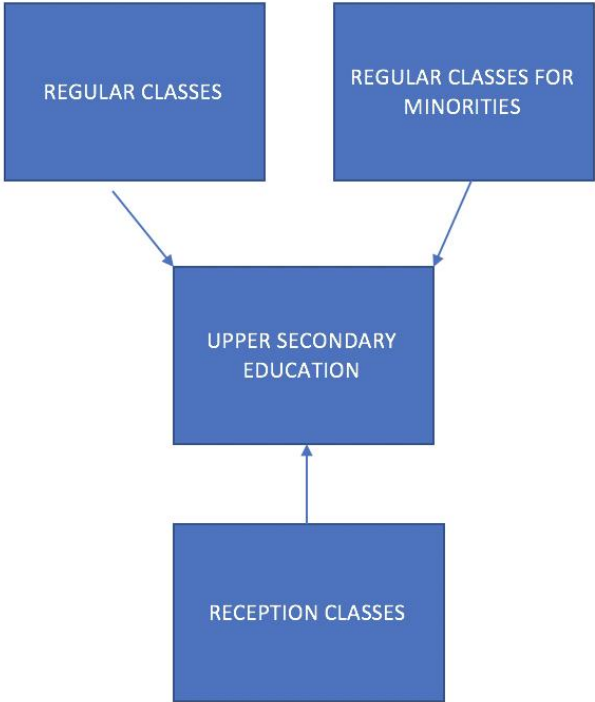 REGULAR CLASSES
REGULAR CLASSES FOR
MINORITIES
UPPER SECONDARY
EDUCATION
RECEPTION CLASSES